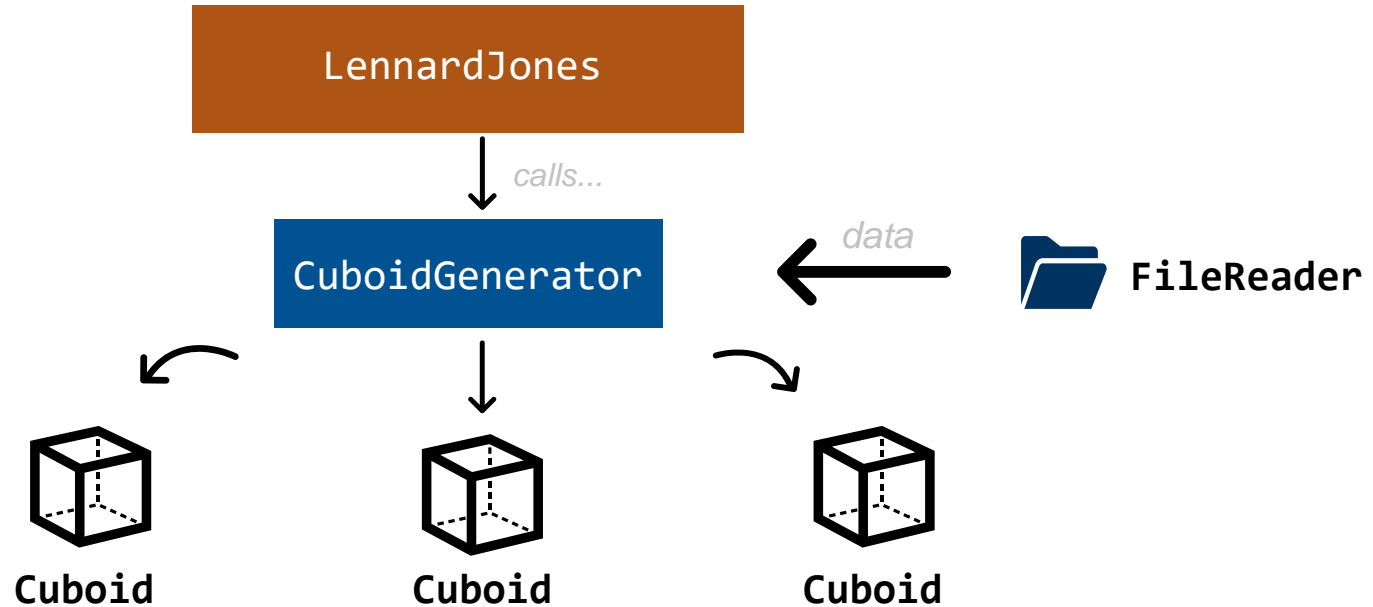 LennardJones
calls...
CuboidGenerator
data
FileReader
Cuboid
Cuboid
Cuboid